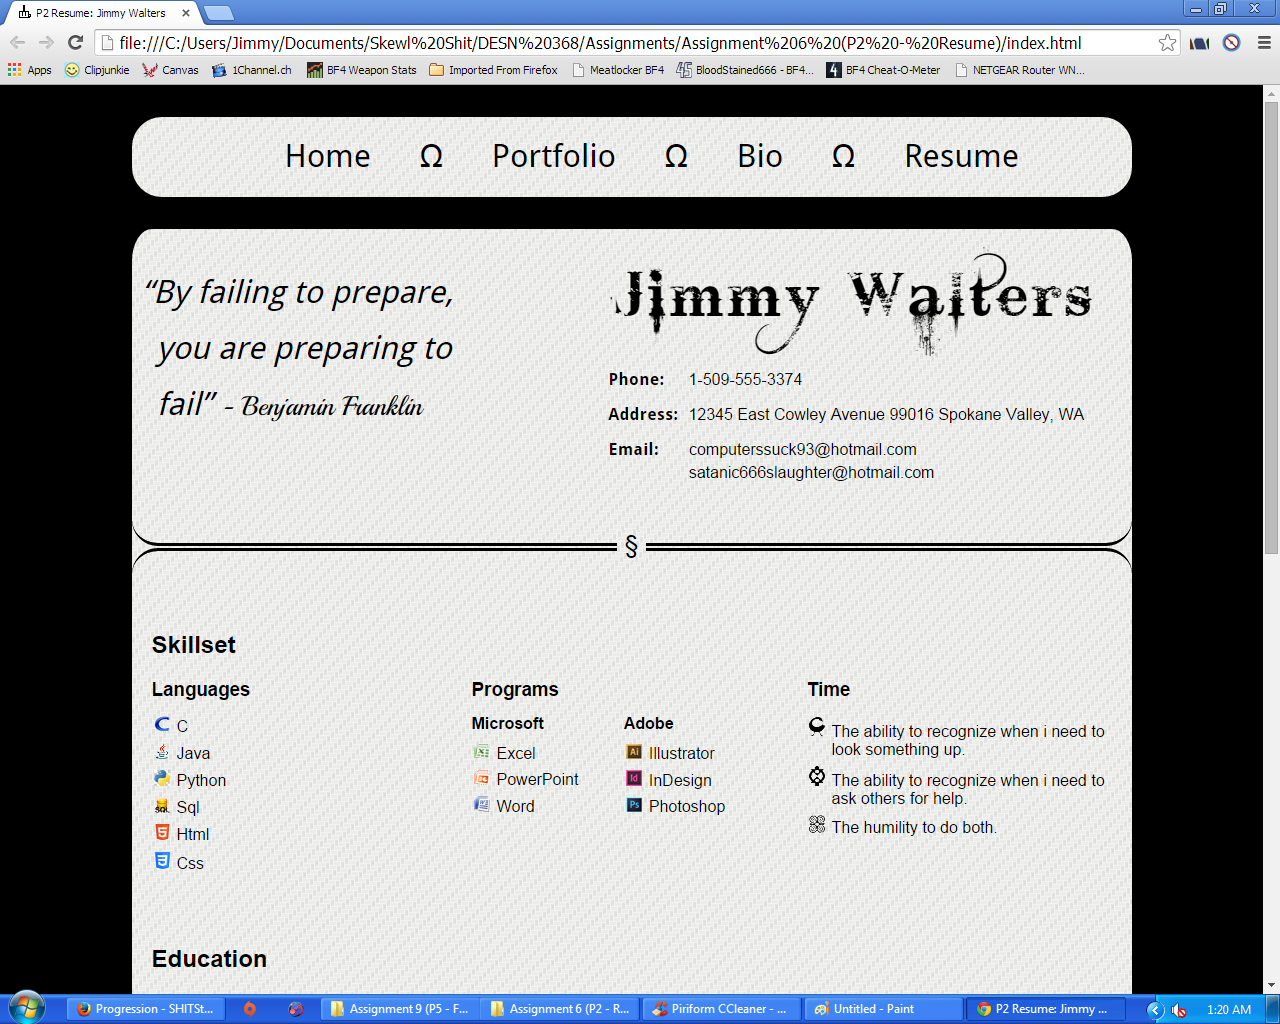 P2 Resume: Jimmy Walters
file:///C:/Users/Jimmy/Documents/Skewl%20Shit/DESN%20368/Assignments/Assignment%206%20(P2%20-%20Resume)/index.html
Apps Clipjunkie Canvas 1Channel.ch BF4 Weapon Stats Imported From Firefox Meatlocker BF4 BloodStained666 - BF4... BF4 Cheat-O-Meter NETGEAR Router WN...
Home Ω Portfolio Ω Bio Ω Resume
“By failing to prepare,
you are preparing to
fail” - Benjamin Franklin
Jimmy Walters
Phone: 1-509-555-3374
Address: 12345 East Cowley Avenue 99016 Spokane Valley, WA
Email: computerssuck93@hotmail.com
satanic666slaughter@hotmail.com
§
Skillset
Languages
C
Java
Python
Sql
Html
Css
Programs
Microsoft
Excel
PowerPoint
Word
Adobe
Illustrator
InDesign
Photoshop
Time
The ability to recognize when i need to
look something up.
The ability to recognize when i need to
ask others for help.
The humility to do both.
Education
Progression - SHITSt... Assignment 9 (P5 - F... Assignment 6 (P2 - R... Piriform CCleaner - ... Untitled - Paint P2 Resume: Jimmy ... 1:20 AM